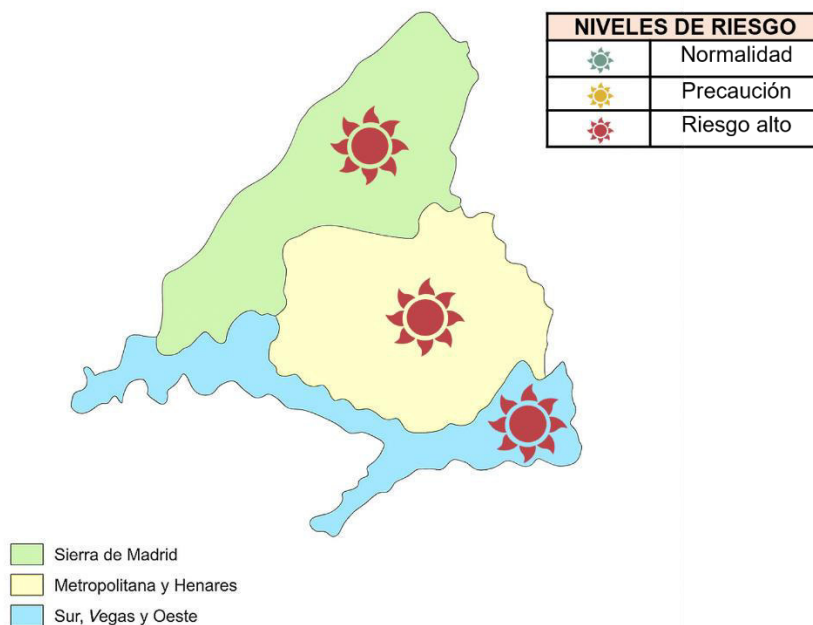 NIVELES DE RIESGO
Normalidad
Precaución
Riesgo alto
Sierra de Madrid
Metropolitana y Henares
Sur, Vegas y Oeste